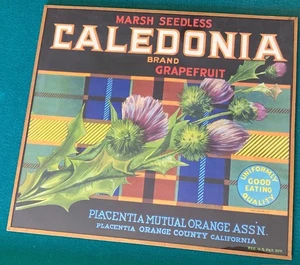 MARSH SEEDLESS
CALEDONIA
BRAND
GRAPEFRUIT
UNIFORMLY
GOOD
EATING
QUALITY
PLACENTIA MUTUAL ORANGE ASS'N.
PLACENTIA ORANGE COUNTY CALIFORNIA